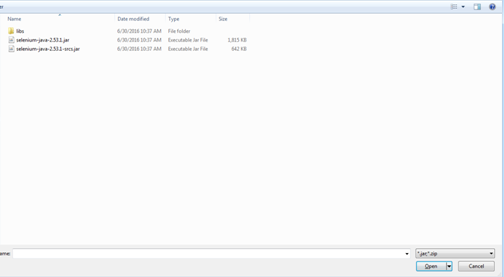 er
Name Date modified Type Size
libs 6/30/2016 10:37 AM File folder
selenium-java-2.53.1.jar 6/30/2016 10:37 AM Executable Jar File 1,815 KB
selenium-java-2.53.1-srcs.jar 6/30/2016 10:37 AM Executable Jar File 642 KB
ame: *.jar;*.zip
Open Cancel